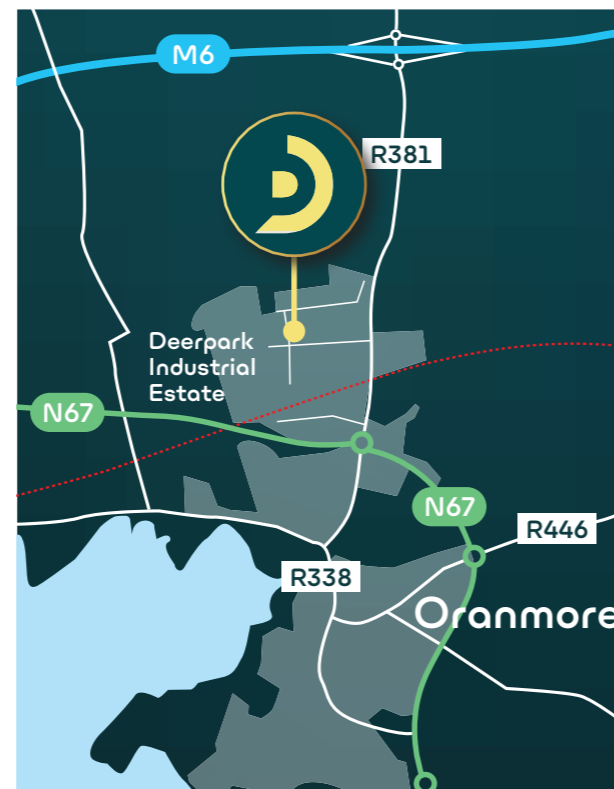 M6
R381
Deerpark
Industrial
Estate
N67
N67
R446
R338
Oranmore